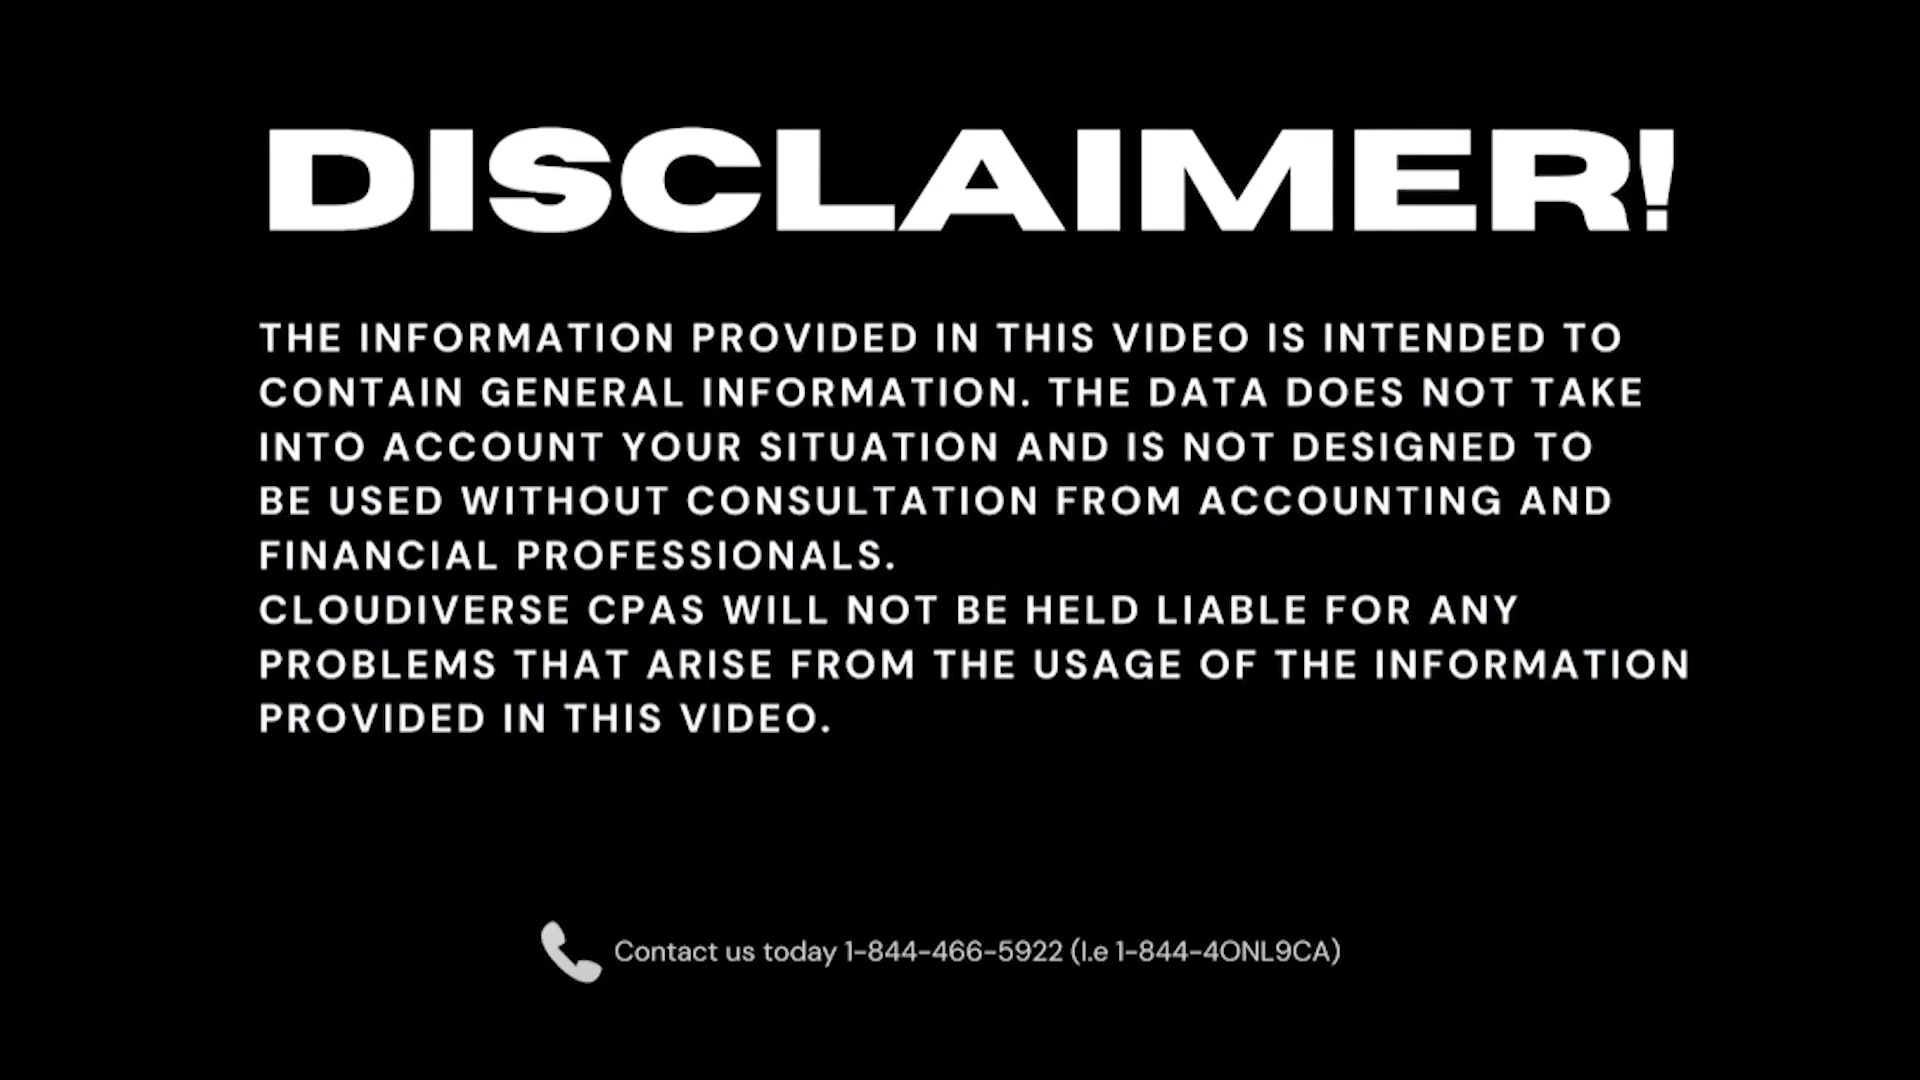 DISCLAIMER!
THE INFORMATION PROVIDED IN THIS VIDEO IS INTENDED TO
CONTAIN GENERAL INFORMATION. THE DATA DOES NOT TAKE
INTO ACCOUNT YOUR SITUATION AND IS NOT DESIGNED TO
BE USED WITHOUT CONSULTATION FROM ACCOUNTING AND
FINANCIAL PROFESSIONALS.
CLOUDIVERSE CPAS WILL NOT BE HELD LIABLE FOR ANY
PROBLEMS THAT ARISE FROM THE USAGE OF THE INFORMATION
PROVIDED IN THIS VIDEO.
Contact us today 1-844-466-5922 (I.e 1-844-4ONL9CA)